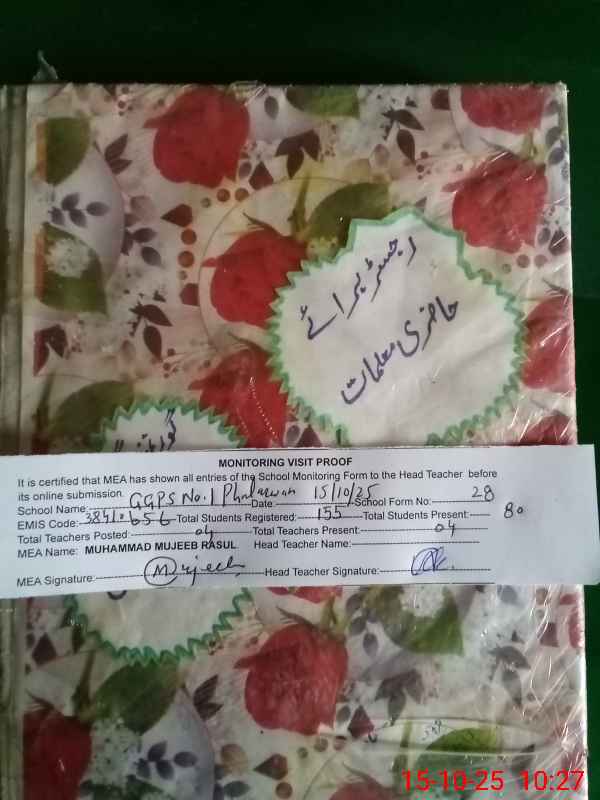 رجسٹر برائے
حاضری معلمات
گورنمنٹ
MONITORING VISIT PROOF
It is certified that MEA has shown all entries of the School Monitoring Form to the Head Teacher before
its online submission.
School Name: GGPS No.1 Phularwan Date: 15/10/25 School Form No: 28
EMIS Code: Total Students Registered: 155 Total Students Present: 80
Total Teachers Posted: 04 Total Teachers Present: 04
MEA Name: MUHAMMAD MUJEEB RASUL Head Teacher Name:
MEA Signature: Mujeeb Head Teacher Signature:
15-10-25 10:27